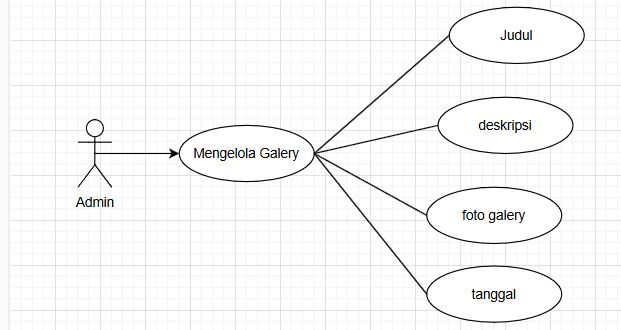 Judul
deskripsi
Mengelola Galery
Admin
foto galery
tanggal